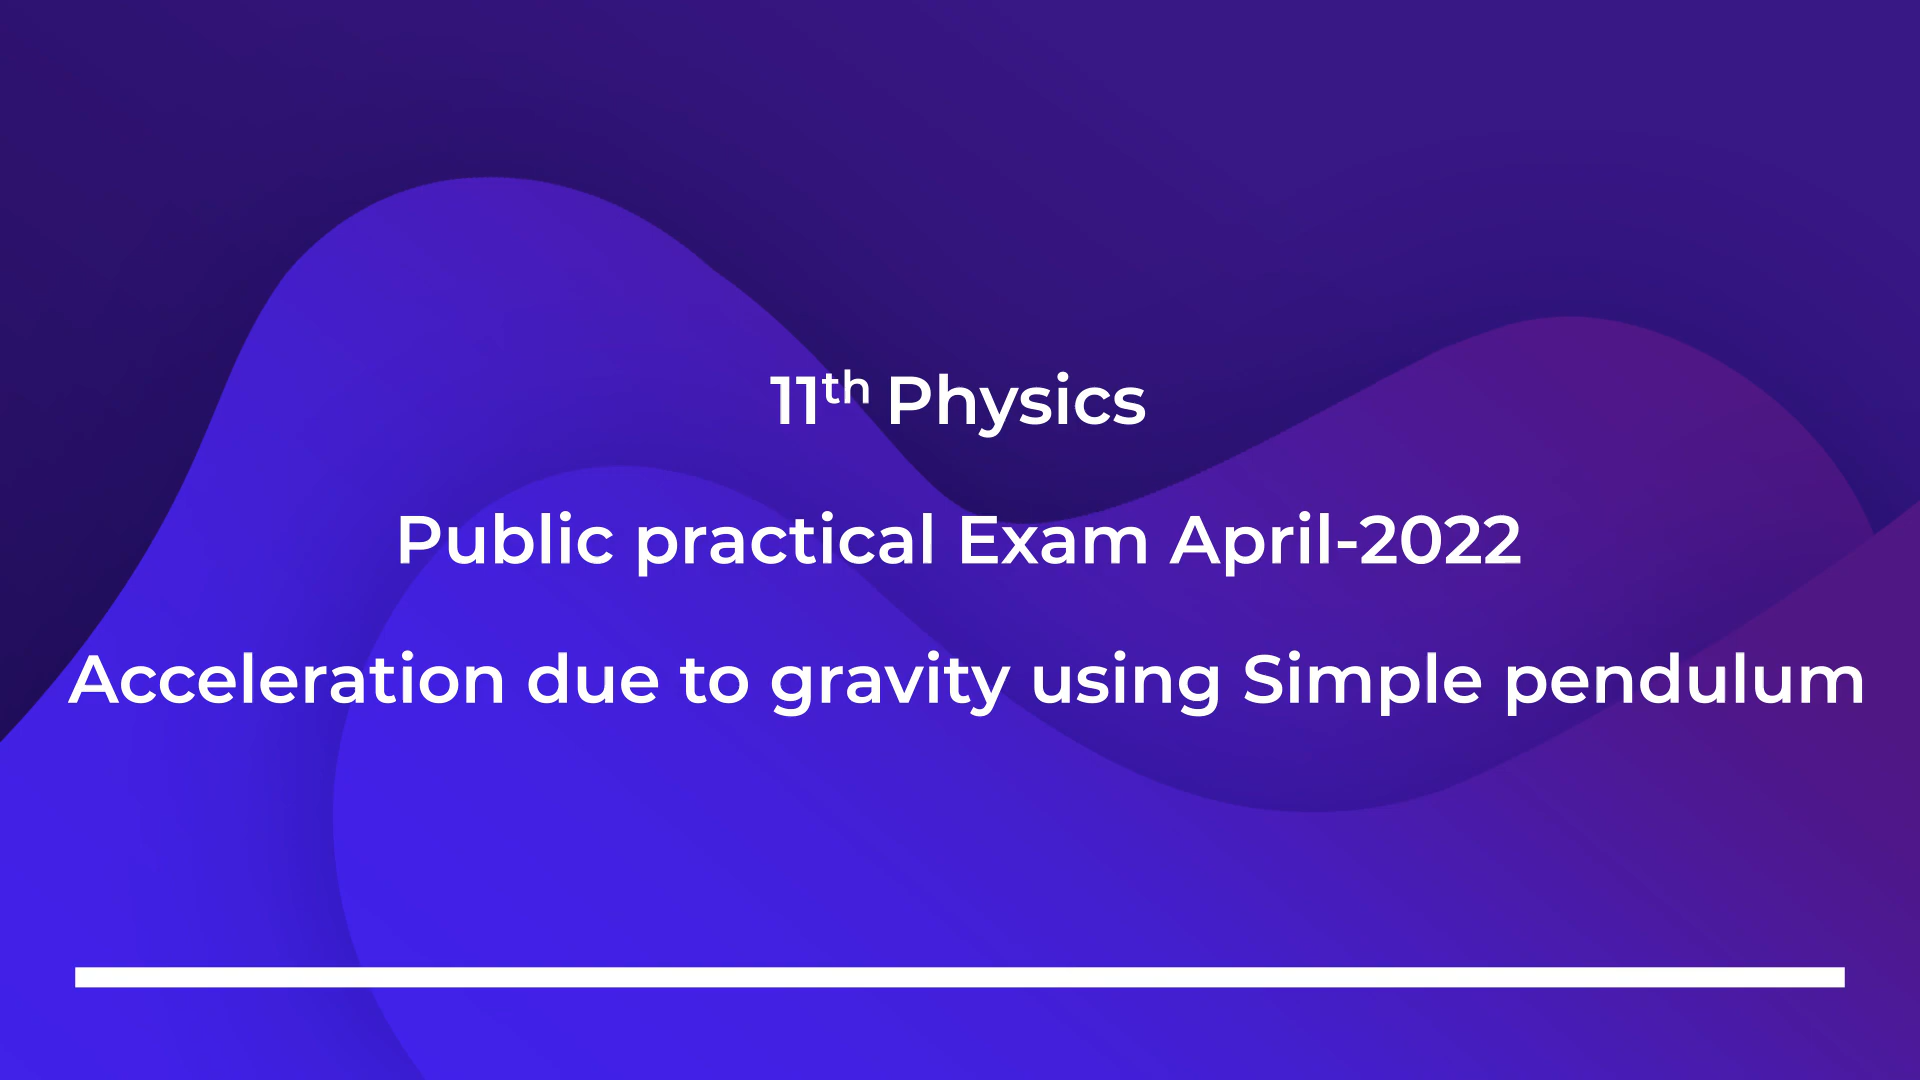 11th Physics
Public practical Exam April-2022
Acceleration due to gravity using Simple pendulum